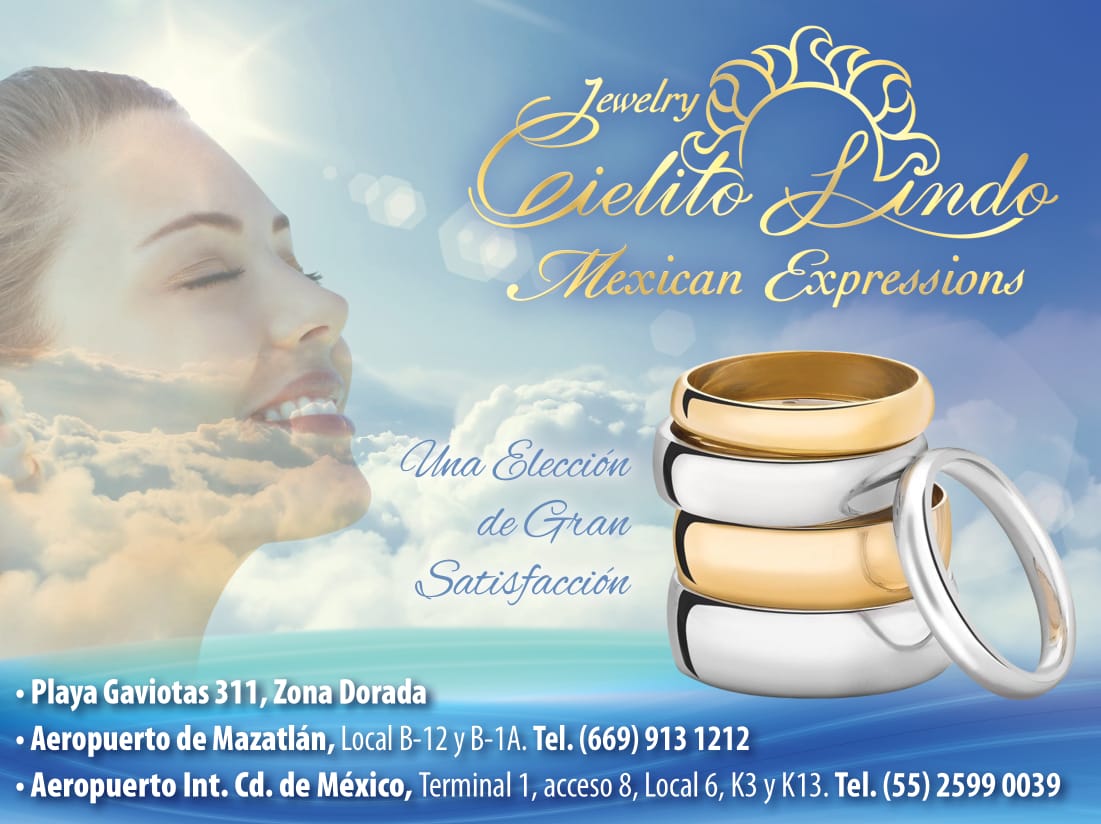 Jewelry
Cielito Lindo
Mexican Expressions
Una Elección
de Gran
Satisfacción
• Playa Gaviotas 311, Zona Dorada
• Aeropuerto de Mazatlán, Local B-12 y B-1A. Tel. (669) 913 1212
• Aeropuerto Int. Cd. de México, Terminal 1, acceso 8, Local 6, K3 y K13. Tel. (55) 2599 0039